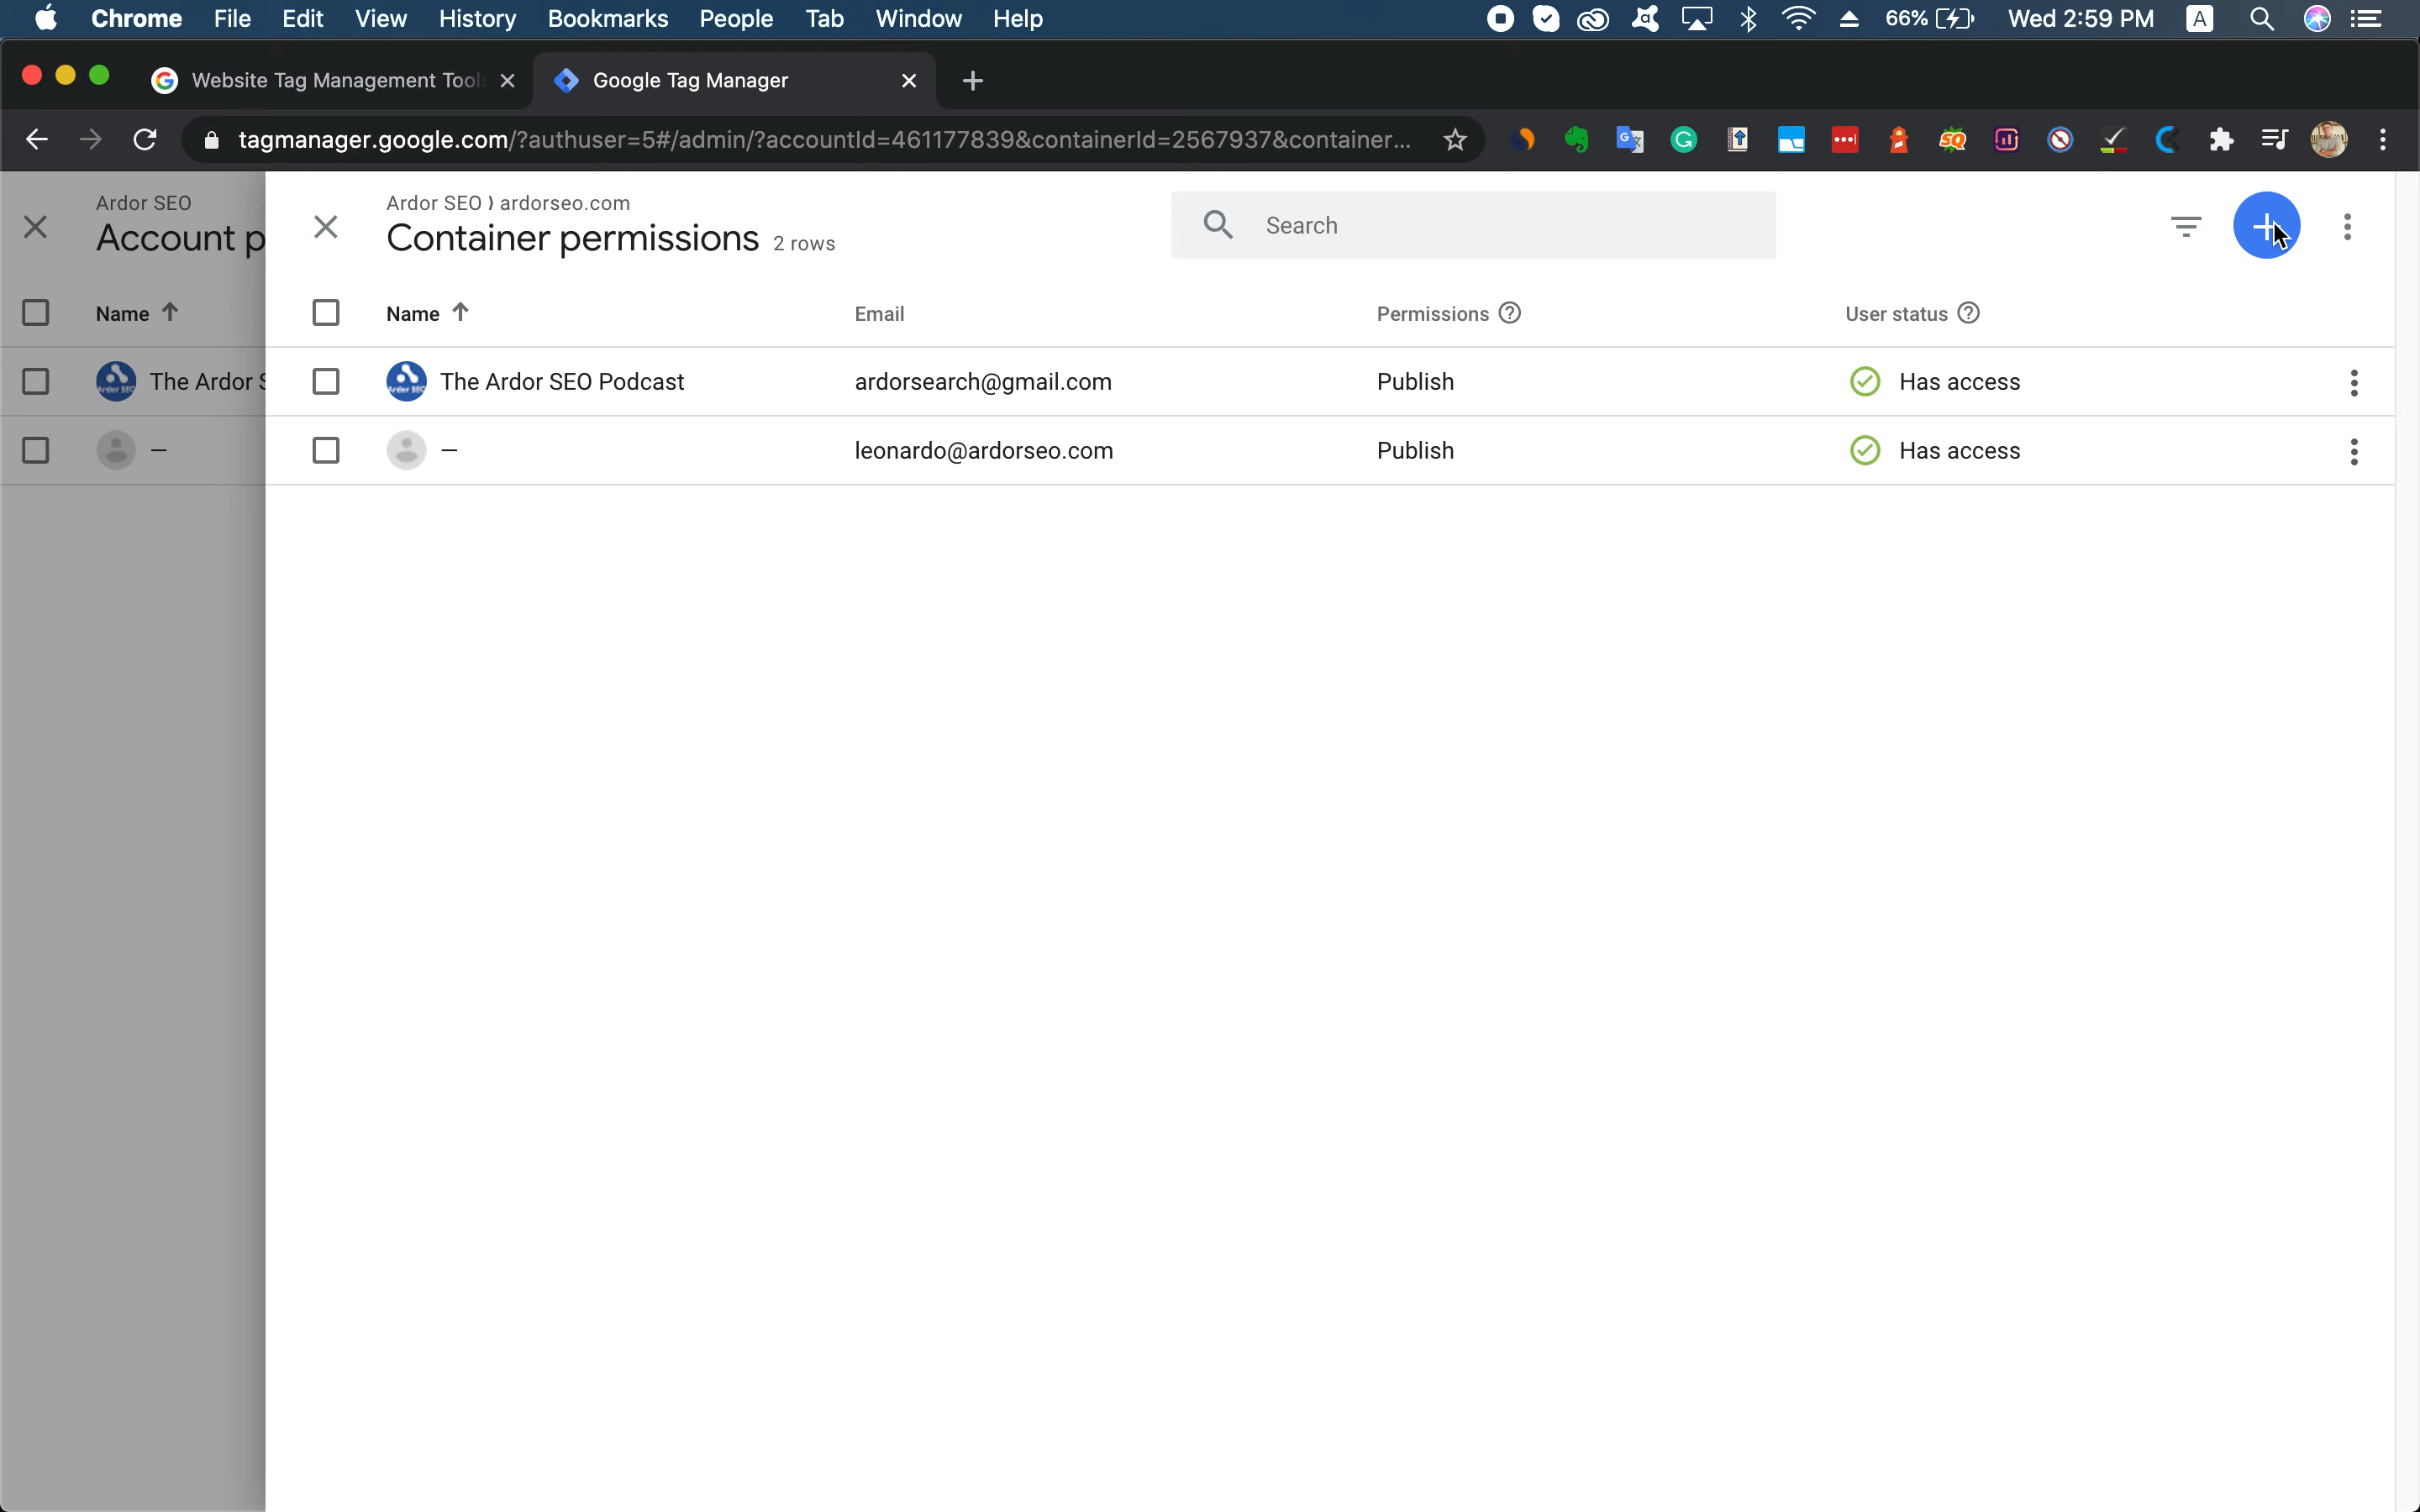 Chrome File Edit View History Bookmarks People Tab Window Help 66% Wed 2:59 PM A
Website Tag Management Tool Google Tag Manager
tagmanager.google.com/?authuser=5#/admin/?accountId=461177839&containerId=2567937&container...
Ardor SEO
Account p
Ardor SEO ⟩ ardorseo.com
Container permissions 2 rows
Search
Name
Name Email Permissions User status
The Ardor S
The Ardor SEO Podcast ardorsearch@gmail.com Publish Has access
–
– leonardo@ardorseo.com Publish Has access